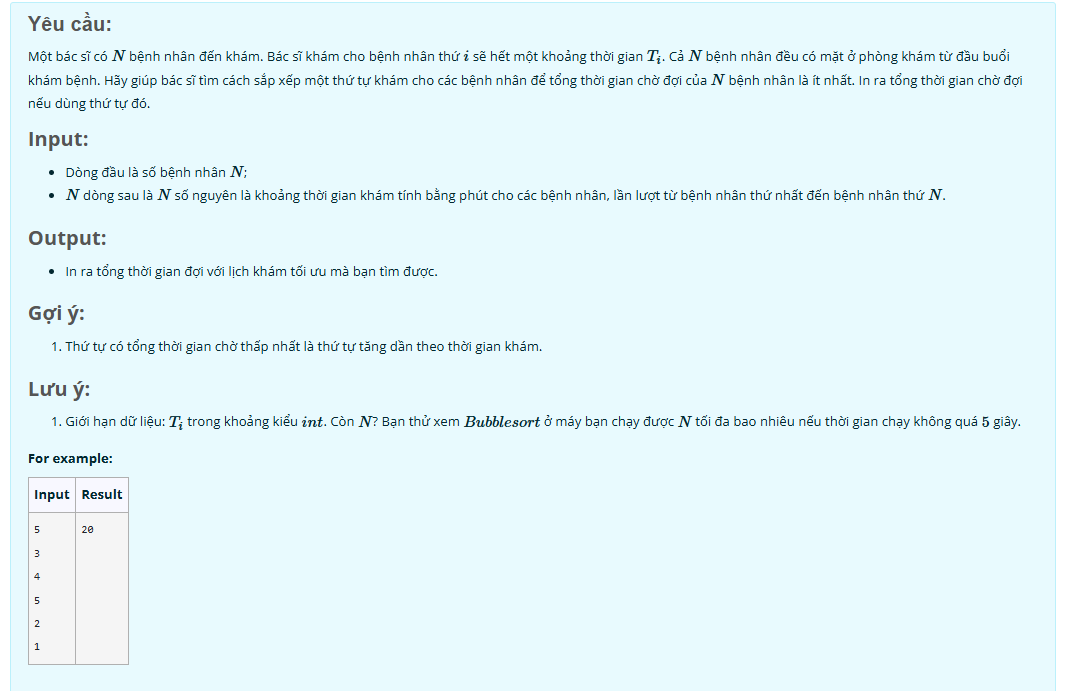 Yêu cầu:
Một bác sĩ có N bệnh nhân đến khám. Bác sĩ khám cho bệnh nhân thứ i sẽ hết một khoảng thời gian Tᵢ. Cả N bệnh nhân đều có mặt ở phòng khám từ đầu buổi
khám bệnh. Hãy giúp bác sĩ tìm cách sắp xếp một thứ tự khám cho các bệnh nhân để tổng thời gian chờ đợi của N bệnh nhân là ít nhất. In ra tổng thời gian chờ đợi
nếu dùng thứ tự đó.
Input:
• Dòng đầu là số bệnh nhân N;
• N dòng sau là N số nguyên là khoảng thời gian khám tính bằng phút cho các bệnh nhân, lần lượt từ bệnh nhân thứ nhất đến bệnh nhân thứ N.
Output:
• In ra tổng thời gian đợi với lịch khám tối ưu mà bạn tìm được.
Gợi ý:
1. Thứ tự có tổng thời gian chờ thấp nhất là thứ tự tăng dần theo thời gian khám.
Lưu ý:
1. Giới hạn dữ liệu: Tᵢ trong khoảng kiểu int. Còn N? Bạn thử xem Bubblesort ở máy bạn chạy được N tối đa bao nhiêu nếu thời gian chạy không quá 5 giây.
For example:
Input Result
5 20
3
4
5
2
1